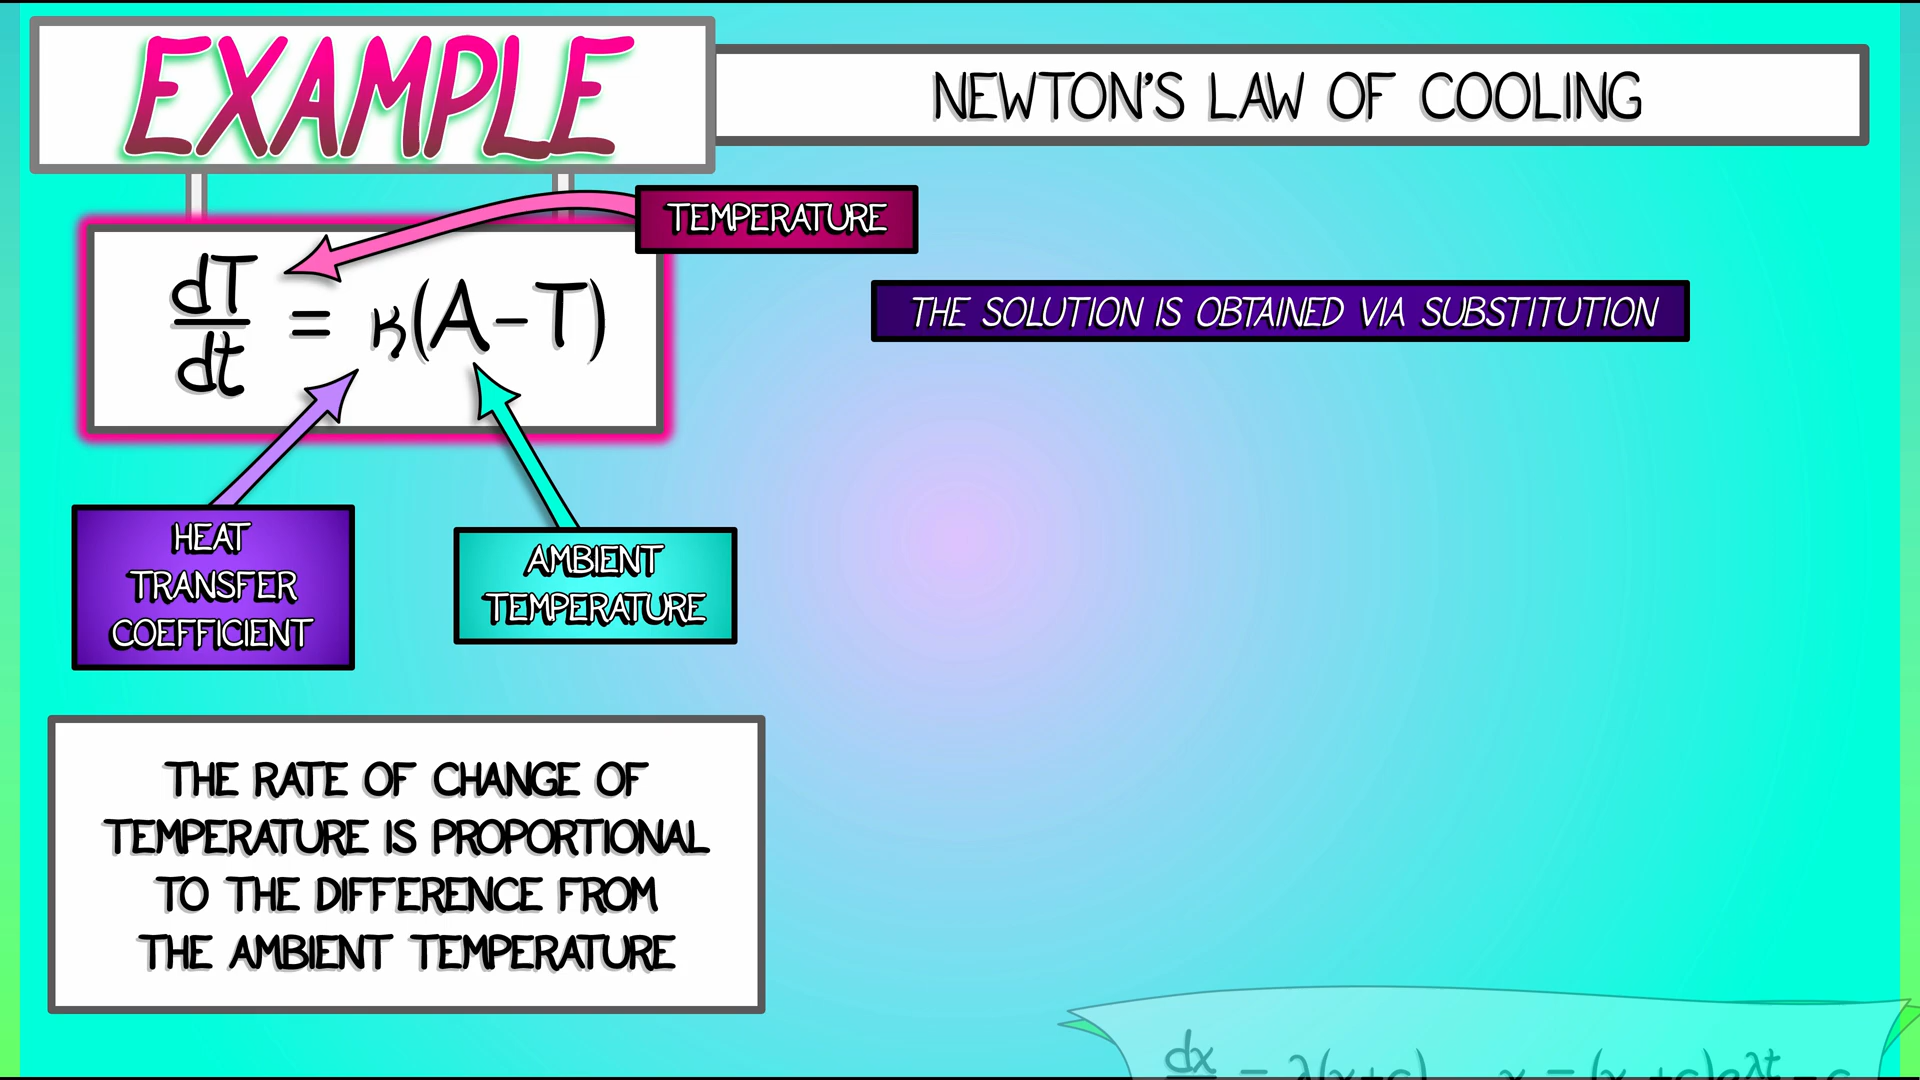 EXAMPLE
NEWTON'S LAW OF COOLING
TEMPERATURE
dT/dt = κ(A-T)
THE SOLUTION IS OBTAINED VIA SUBSTITUTION
HEAT
TRANSFER
COEFFICIENT
AMBIENT
TEMPERATURE
THE RATE OF CHANGE OF
TEMPERATURE IS PROPORTIONAL
TO THE DIFFERENCE FROM
THE AMBIENT TEMPERATURE
dx